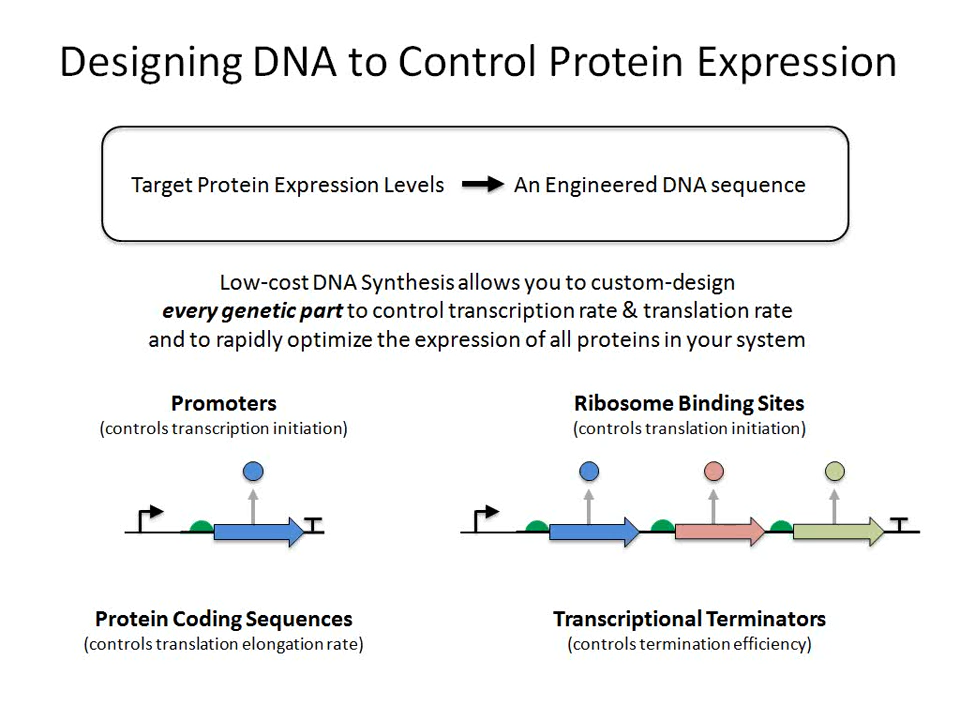 Designing DNA to Control Protein Expression
Target Protein Expression Levels
An Engineered DNA sequence
Low-cost DNA Synthesis allows you to custom-design
every genetic part to control transcription rate & translation rate
and to rapidly optimize the expression of all proteins in your system
Promoters
(controls transcription initiation)
Ribosome Binding Sites
(controls translation initiation)
Protein Coding Sequences
(controls translation elongation rate)
Transcriptional Terminators
(controls termination efficiency)